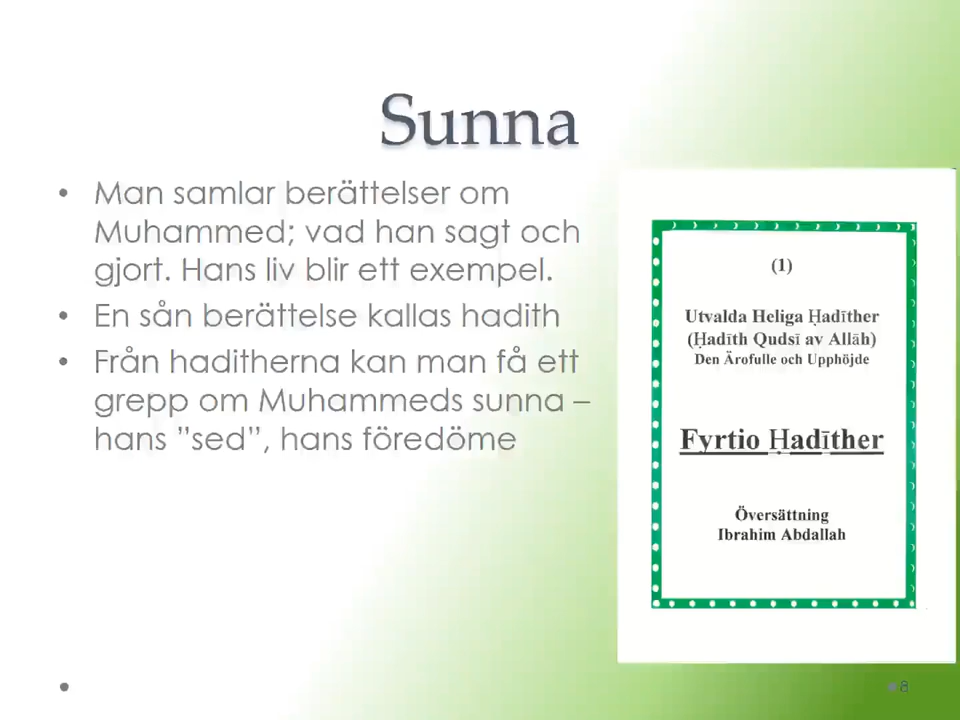 Sunna
• Man samlar berättelser om
Muhammed; vad han sagt och
gjort. Hans liv blir ett exempel.
• En sån berättelse kallas hadith
• Från haditherna kan man få ett
grepp om Muhammeds sunna –
hans ”sed”, hans föredöme
(1)
Utvalda Heliga Ḥadīther
(Ḥadīth Qudsī av Allāh)
Den Ärofulle och Upphöjde
Fyrtio Ḥadīther
Översättning
Ibrahim Abdallah
8